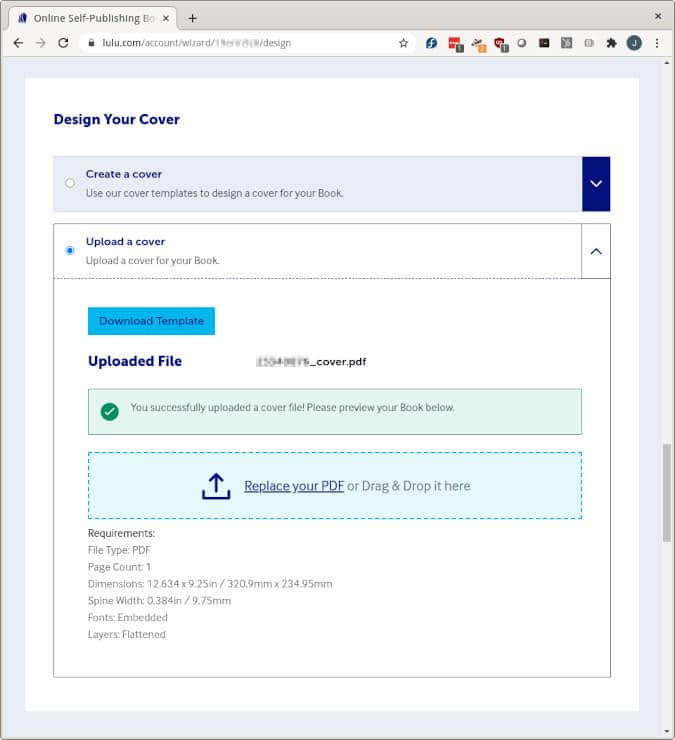 Online Self-Publishing Bo
lulu.com/account/wizard/ /design
Design Your Cover
Create a cover
Use our cover templates to design a cover for your Book.
Upload a cover
Upload a cover for your Book.
Download Template
Uploaded File _cover.pdf
You successfully uploaded a cover file! Please preview your Book below.
Replace your PDF or Drag & Drop it here
Requirements:
File Type: PDF
Page Count: 1
Dimensions: 12.634 x 9.25in / 320.9mm x 234.95mm
Spine Width: 0.384in / 9.75mm
Fonts: Embedded
Layers: Flattened